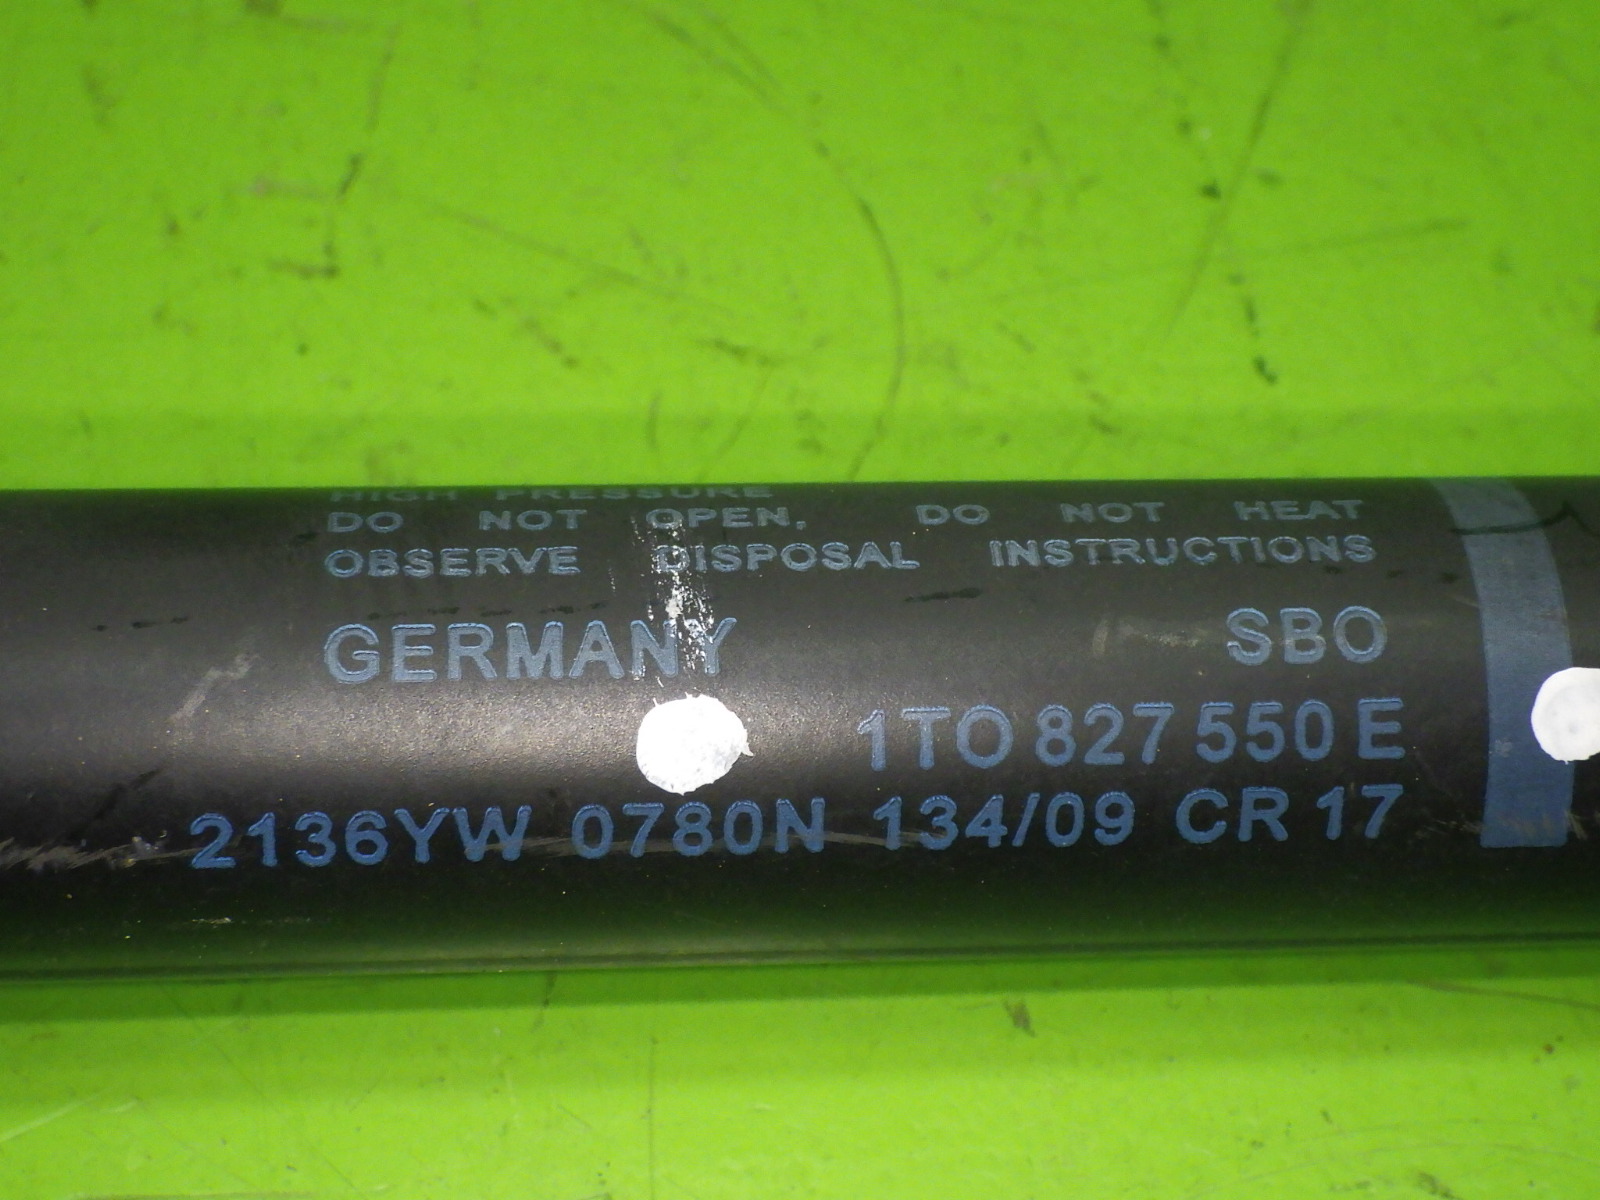 HIGH PRESSURE
DO NOT OPEN. DO NOT HEAT
OBSERVE DISPOSAL INSTRUCTIONS
GERMANY SBO
1TO 827 550 E
2136YW 0780N 134/09 CR 17